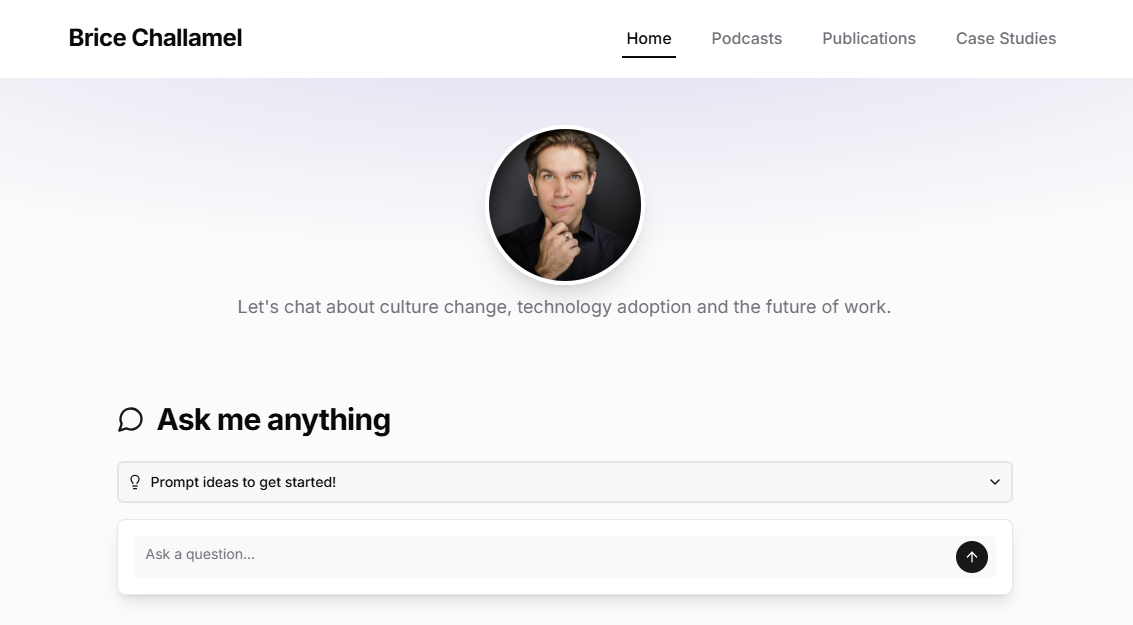 Brice Challamel
Home Podcasts Publications Case Studies
Let's chat about culture change, technology adoption and the future of work.
Ask me anything
Prompt ideas to get started!
Ask a question...